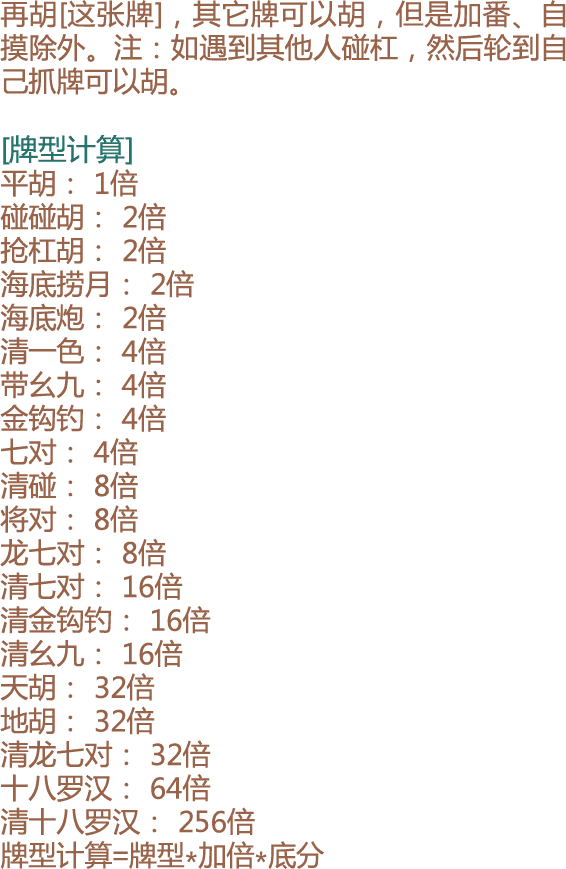 再胡[这张牌]，其它牌可以胡，但是加番、自
摸除外。注：如遇到其他人碰杠，然后轮到自
己抓牌可以胡。
[牌型计算]
平胡： 1倍
碰碰胡： 2倍
抢杠胡： 2倍
海底捞月： 2倍
海底炮： 2倍
清一色： 4倍
带幺九： 4倍
金钩钓： 4倍
七对： 4倍
清碰： 8倍
将对： 8倍
龙七对： 8倍
清七对： 16倍
清金钩钓： 16倍
清幺九： 16倍
天胡： 32倍
地胡： 32倍
清龙七对： 32倍
十八罗汉： 64倍
清十八罗汉： 256倍
牌型计算=牌型*加倍*底分